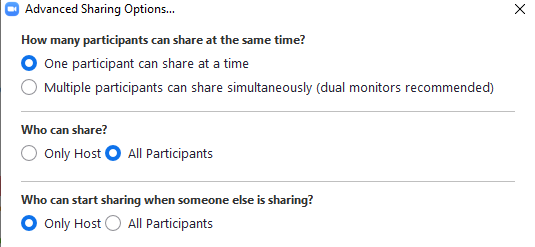 Advanced Sharing Options...
How many participants can share at the same time?
One participant can share at a time
Multiple participants can share simultaneously (dual monitors recommended)
Who can share?
Only Host All Participants
Who can start sharing when someone else is sharing?
Only Host All Participants